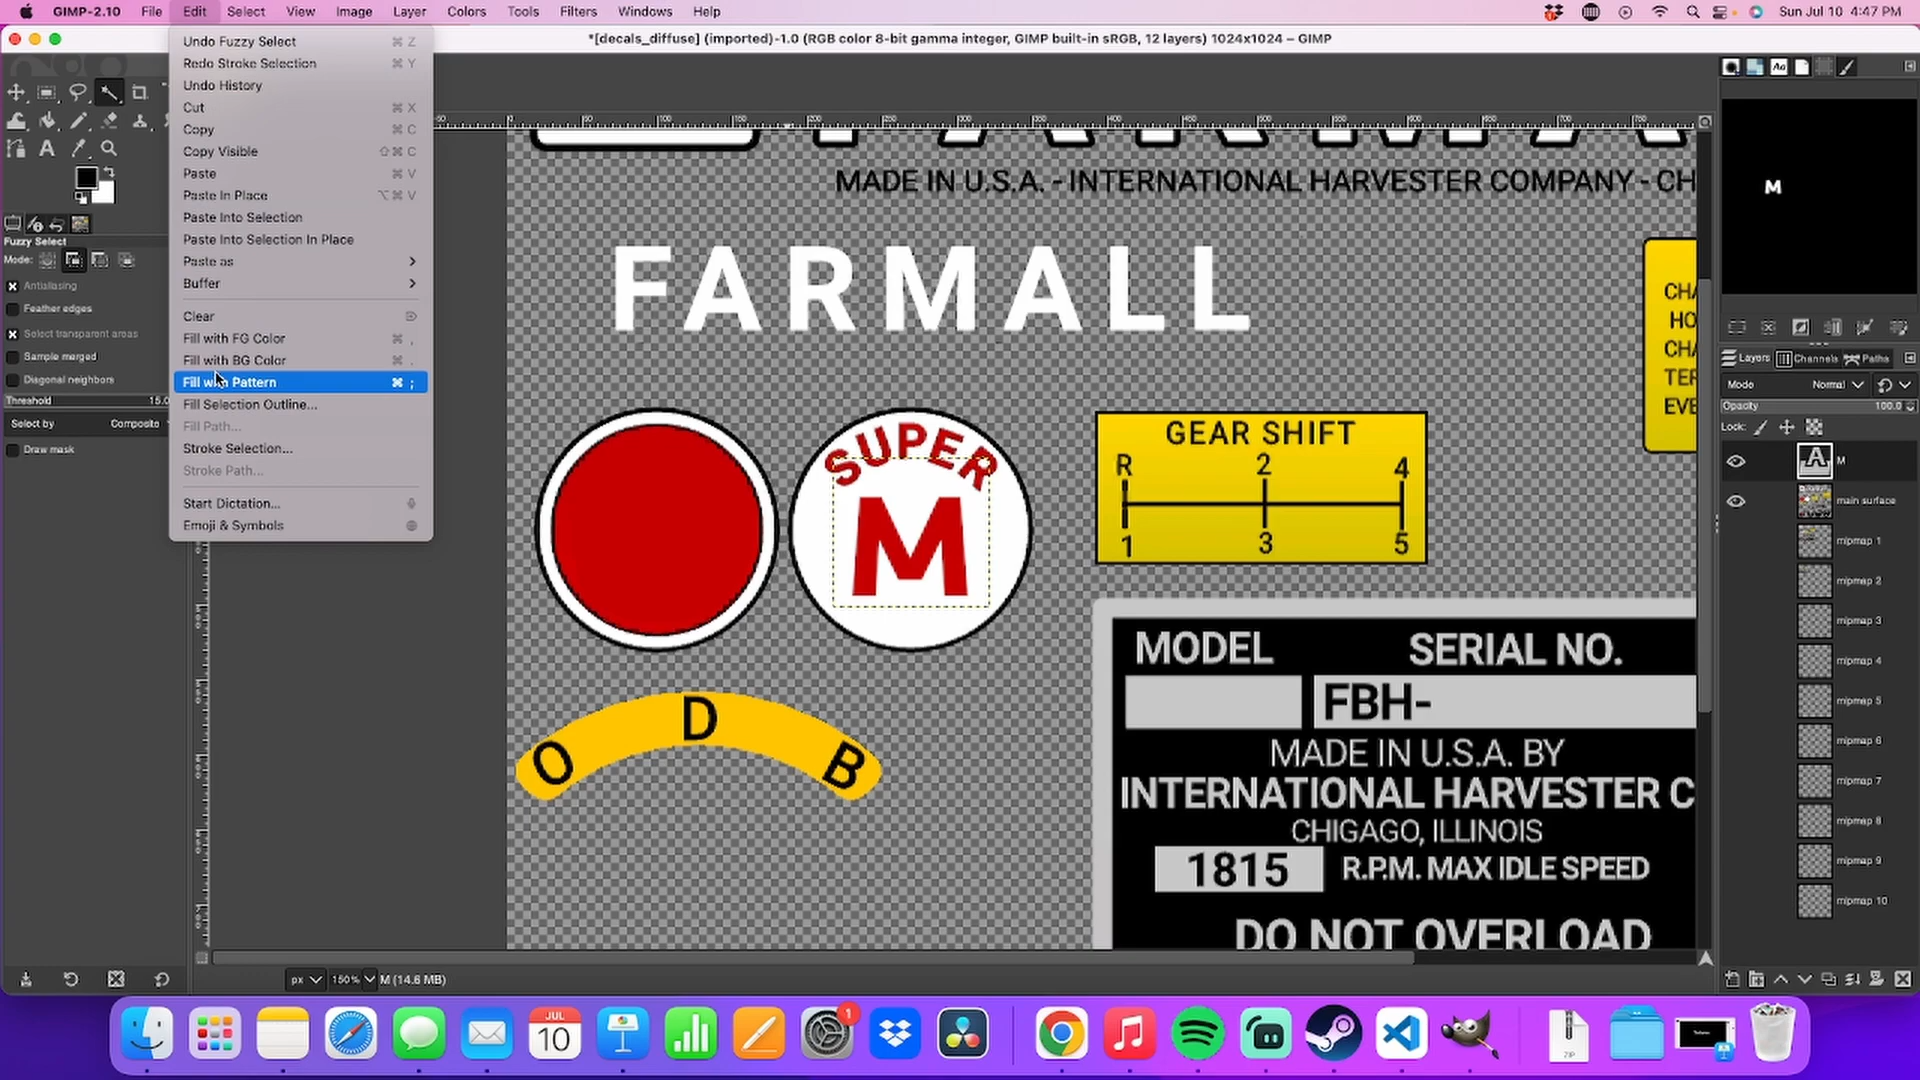 GIMP-2.10 File Edit Select View Image Layer Colors Tools Filters Windows Help Sun Jul 10 4:47 PM
*[decals_diffuse] (imported)-1.0 (RGB color 8-bit gamma integer, GIMP built-in sRGB, 12 layers) 1024x1024 – GIMP
Undo Fuzzy Select ⌘ Z
Redo Stroke Selection ⌘ Y
Undo History
Cut ⌘ X
Copy ⌘ C
Copy Visible ⇧⌘ C
Paste ⌘ V
Paste In Place ⌥⌘ V
Paste Into Selection
Paste Into Selection In Place
Paste as
Buffer
Clear
Fill with FG Color ⌘ ,
Fill with BG Color ⌘ .
Fill with Pattern ⌘ ;
Fill Selection Outline...
Fill Path...
Stroke Selection...
Stroke Path...
Start Dictation...
Emoji & Symbols
Fuzzy Select
Mode:
Antialiasing
Feather edges
Select transparent areas
Sample merged
Diagonal neighbors
Threshold 15.0
Select by Composite
Draw mask
MADE IN U.S.A. - INTERNATIONAL HARVESTER COMPANY - CH
FARMALL
SUPER
M
GEAR SHIFT
R 2 4
1 3 5
CHA
HO
CHA
TER
EVE
O D B
MODEL SERIAL NO.
FBH-
MADE IN U.S.A. BY
INTERNATIONAL HARVESTER C
CHIGAGO, ILLINOIS
1815 R.P.M. MAX IDLE SPEED
DO NOT OVERLOAD
px 150% M (14.6 MB)
M
Layers Channels Paths
Mode Normal
Opacity 100.0
Lock:
M
main surface
mipmap 1
mipmap 2
mipmap 3
mipmap 4
mipmap 5
mipmap 6
mipmap 7
mipmap 8
mipmap 9
mipmap 10
JUL
10
1
ZIP